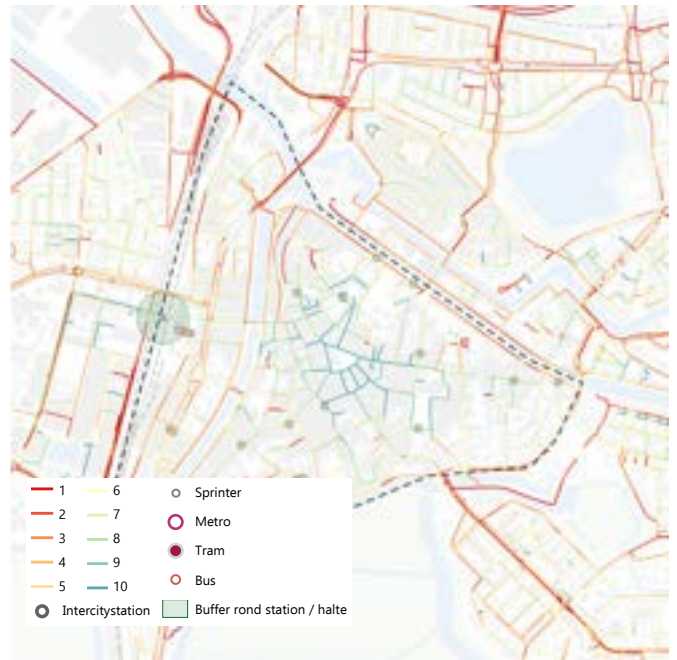 1
2
3
4
5
6
7
8
9
10
Sprinter
Metro
Tram
Bus
Intercitystation
Buffer rond station / halte